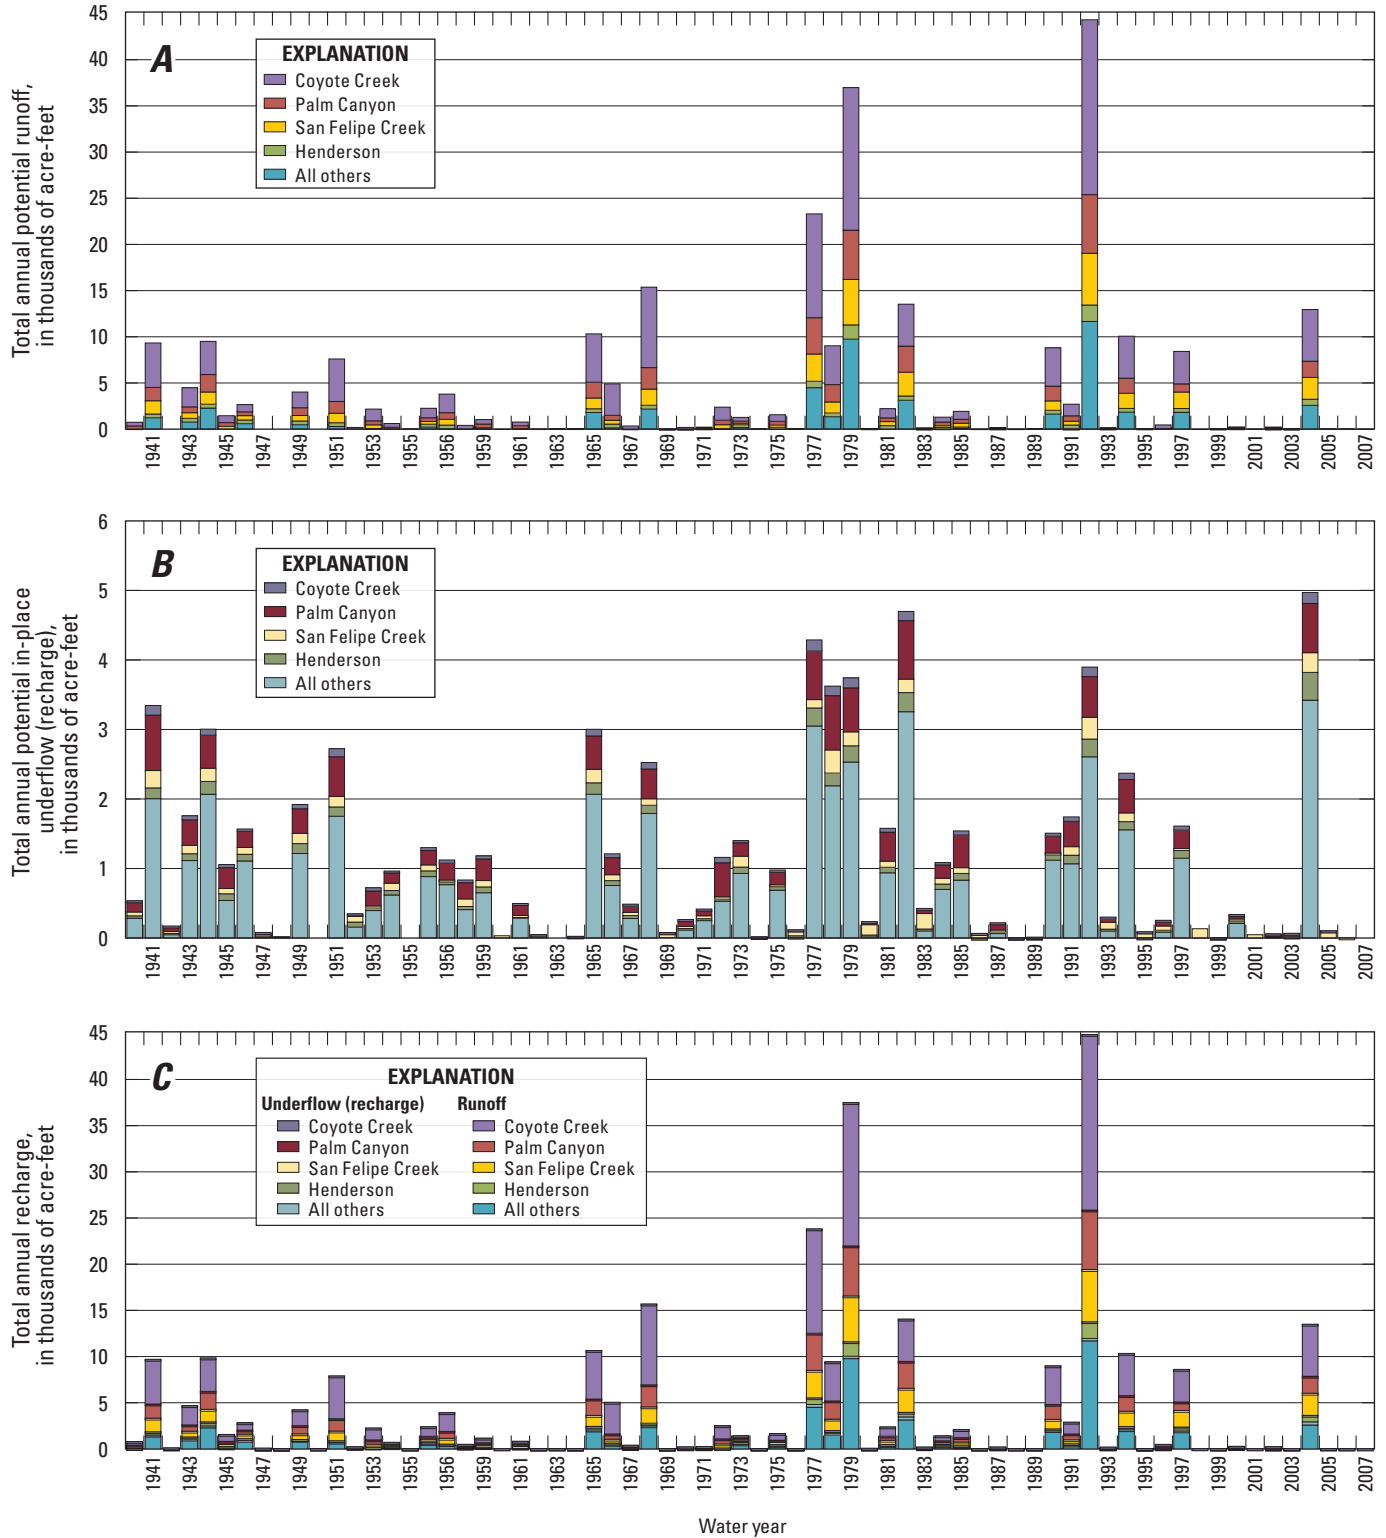 A
Total annual potential runoff,
in thousands of acre-feet
45
40
35
30
25
20
15
10
5
0
EXPLANATION
Coyote Creek
Palm Canyon
San Felipe Creek
Henderson
All others
1941 1943 1945 1947 1949 1951 1953 1955 1956 1959 1961 1963 1965 1967 1969 1971 1973 1975 1977 1979 1981 1983 1985 1987 1989 1991 1993 1995 1997 1999 2001 2003 2005 2007
B
Total annual potential in-place
underflow (recharge),
in thousands of acre-feet
6
5
4
3
2
1
0
EXPLANATION
Coyote Creek
Palm Canyon
San Felipe Creek
Henderson
All others
1941 1943 1945 1947 1949 1951 1953 1955 1956 1959 1961 1963 1965 1967 1969 1971 1973 1975 1977 1979 1981 1983 1985 1987 1989 1991 1993 1995 1997 1999 2001 2003 2005 2007
C
Total annual recharge,
in thousands of acre-feet
45
40
35
30
25
20
15
10
5
0
EXPLANATION
Underflow (recharge) Runoff
Coyote Creek Coyote Creek
Palm Canyon Palm Canyon
San Felipe Creek San Felipe Creek
Henderson Henderson
All others All others
1941 1943 1945 1947 1949 1951 1953 1955 1956 1959 1961 1963 1965 1967 1969 1971 1973 1975 1977 1979 1981 1983 1985 1987 1989 1991 1993 1995 1997 1999 2001 2003 2005 2007
Water year